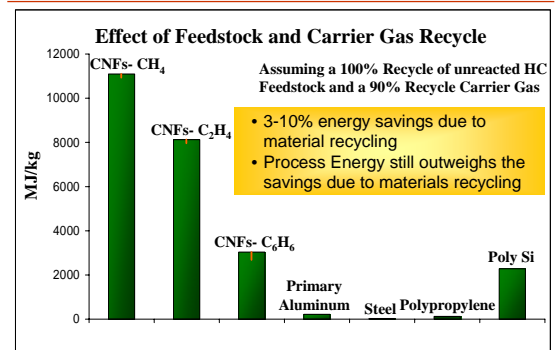 Effect of Feedstock and Carrier Gas Recycle
12000
10000
8000
6000
4000
2000
0
MJ/kg
CNFs- CH₄
CNFs- C₂H₄
CNFs- C₆H₆
Primary
Aluminum
Steel
Polypropylene
Poly Si
Assuming a 100% Recycle of unreacted HC
Feedstock and a 90% Recycle Carrier Gas
• 3-10% energy savings due to
material recycling
• Process Energy still outweighs the
savings due to materials recycling